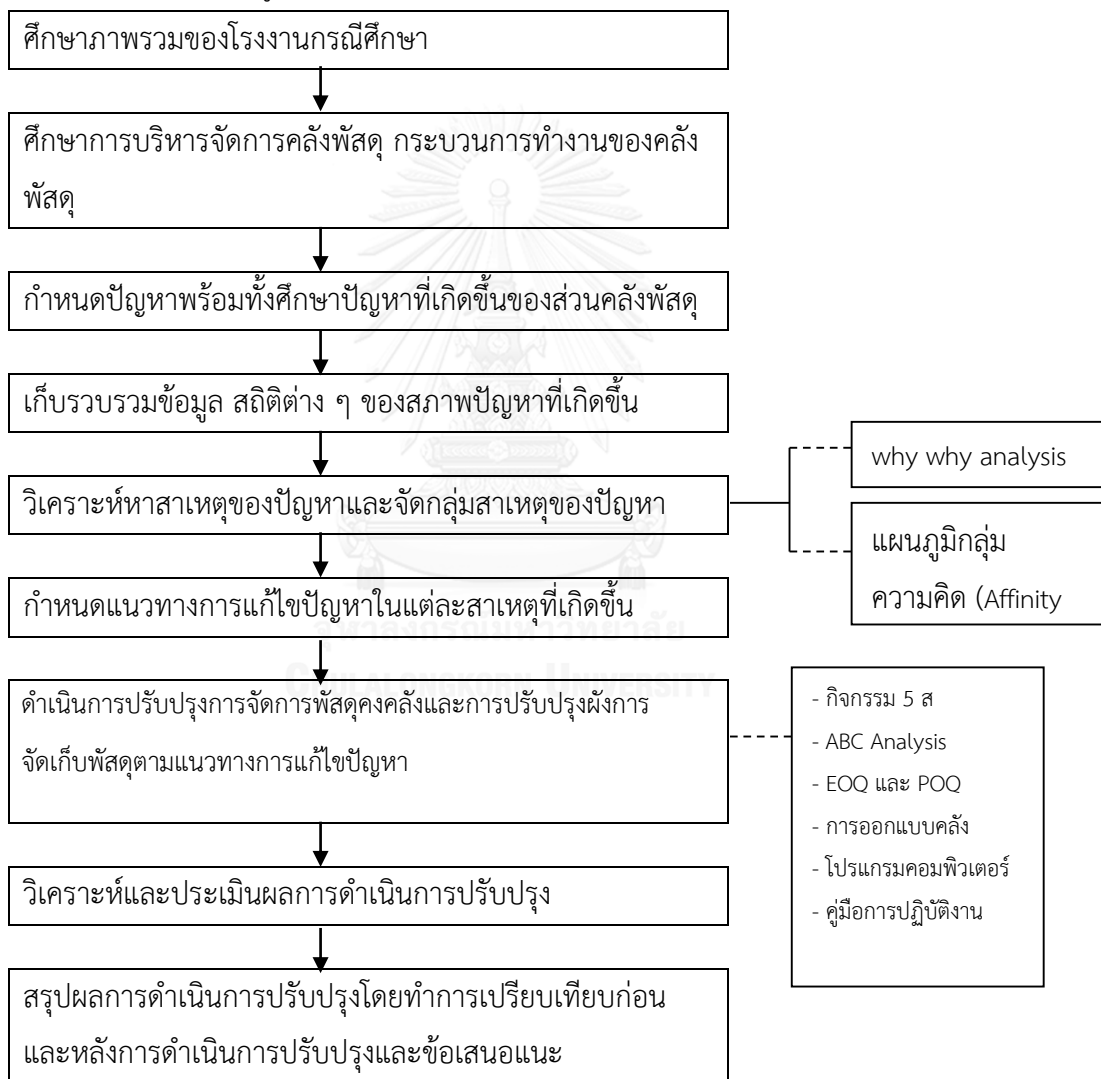 ศึกษาภาพรวมของโรงงานกรณีศึกษา
ศึกษาการบริหารจัดการคลังพัสดุ กระบวนการทำงานของคลัง
พัสดุ
กำหนดปัญหาพร้อมทั้งศึกษาปัญหาที่เกิดขึ้นของส่วนคลังพัสดุ
เก็บรวบรวมข้อมูล สถิติต่าง ๆ ของสภาพปัญหาที่เกิดขึ้น
วิเคราะห์หาสาเหตุของปัญหาและจัดกลุ่มสาเหตุของปัญหา
why why analysis
แผนภูมิกลุ่ม
ความคิด (Affinity
กำหนดแนวทางการแก้ไขปัญหาในแต่ละสาเหตุที่เกิดขึ้น
จุฬาลงกรณ์มหาวิทยาลัย
CHULALONGKORN UNIVERSITY
ดำเนินการปรับปรุงการจัดการพัสดุคงคลังและการปรับปรุงผังการ
จัดเก็บพัสดุตามแนวทางการแก้ไขปัญหา
- กิจกรรม 5 ส
- ABC Analysis
- EOQ และ POQ
- การออกแบบคลัง
- โปรแกรมคอมพิวเตอร์
- คู่มือการปฏิบัติงาน
วิเคราะห์และประเมินผลการดำเนินการปรับปรุง
สรุปผลการดำเนินการปรับปรุงโดยทำการเปรียบเทียบก่อน
และหลังการดำเนินการปรับปรุงและข้อเสนอแนะ